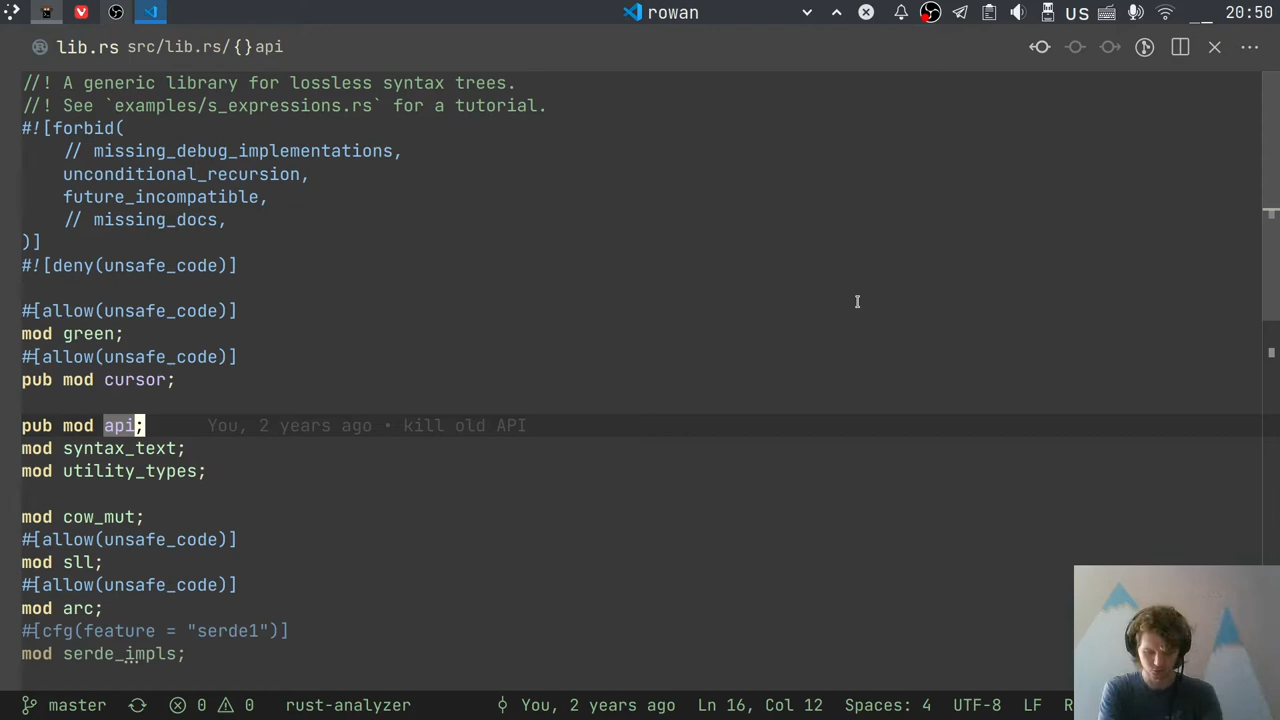 rowan
US
20:50
lib.rs src/lib.rs/{}api
//! A generic library for lossless syntax trees.
//! See `examples/s_expressions.rs` for a tutorial.
#![forbid(
    // missing_debug_implementations,
    unconditional_recursion,
    future_incompatible,
    // missing_docs,
)]
#![deny(unsafe_code)]
#[allow(unsafe_code)]
mod green;
#[allow(unsafe_code)]
pub mod cursor;
pub mod api; You, 2 years ago • kill old API
mod syntax_text;
mod utility_types;
mod cow_mut;
#[allow(unsafe_code)]
mod sll;
#[allow(unsafe_code)]
mod arc;
#[cfg(feature = "serde1")]
mod serde_impls;
master 0 0 rust-analyzer You, 2 years ago Ln 16, Col 12 Spaces: 4 UTF-8 LF